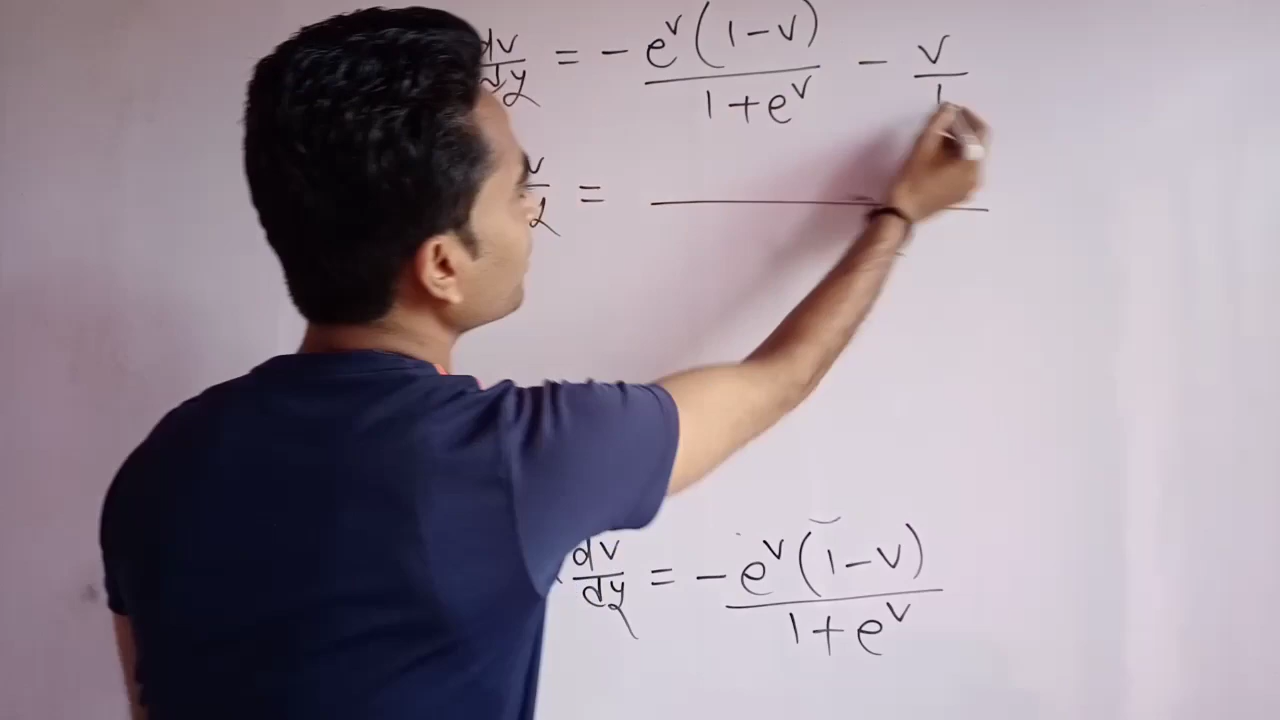 dv/dy = - e^v(1-v)/1+e^v - v/1
v/y =
dv/dy = - e^v(1-v)/1+e^v